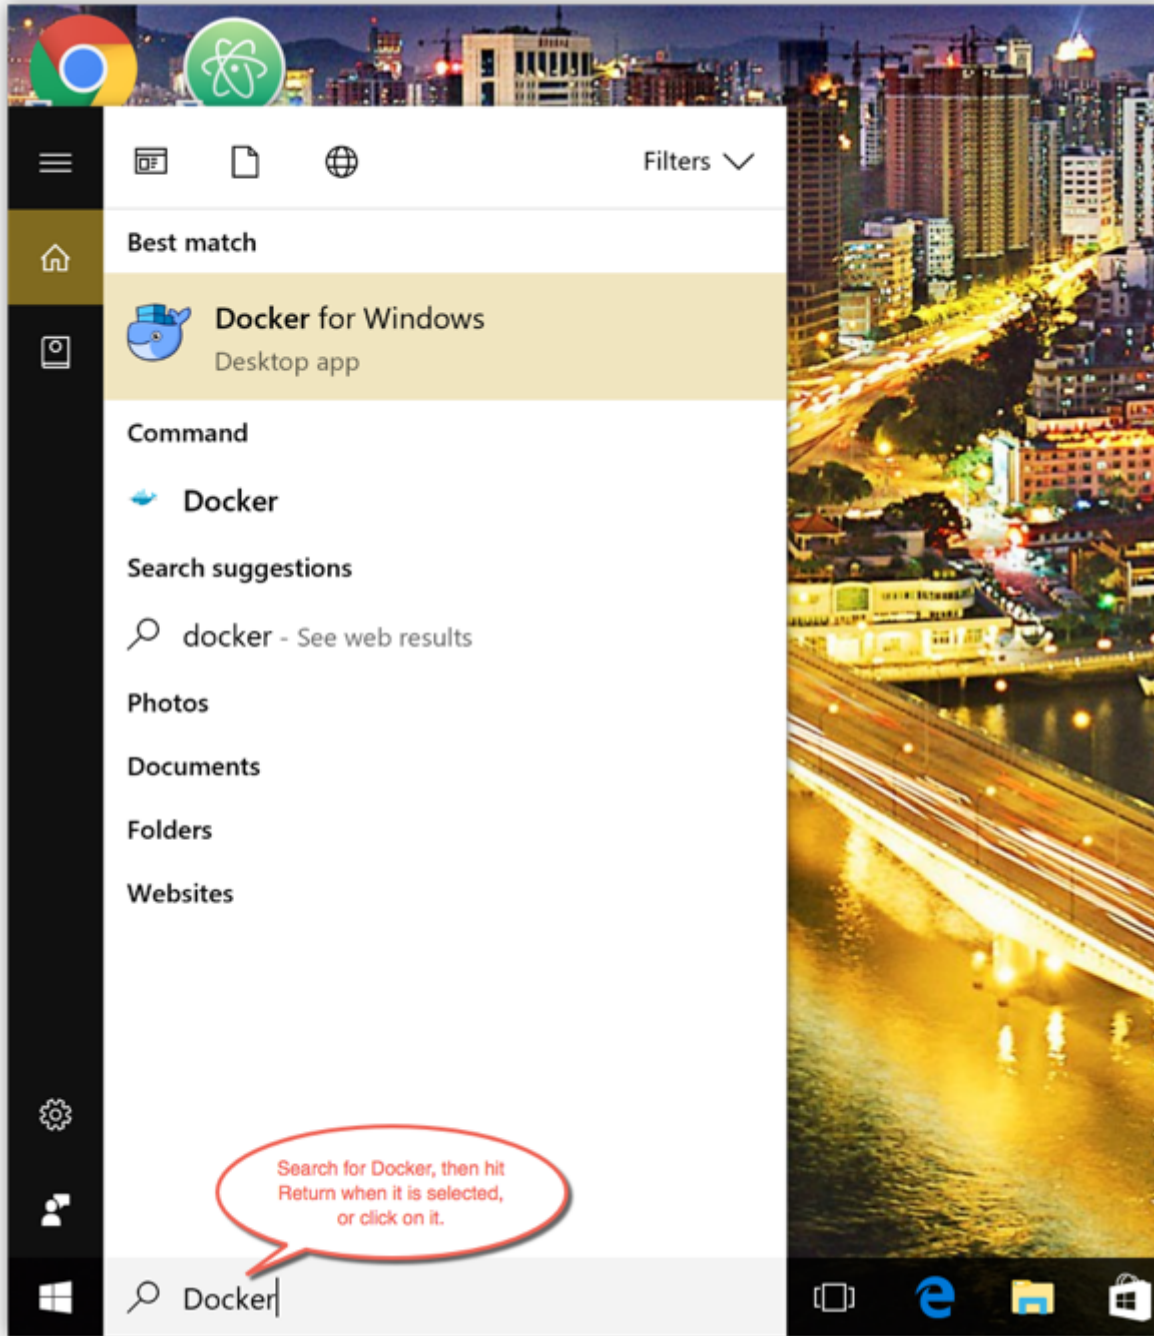 Filters
Best match
Docker for Windows
Desktop app
Command
Docker
Search suggestions
docker - See web results
Photos
Documents
Folders
Websites
Search for Docker, then hit
Return when it is selected,
or click on it.
Docker